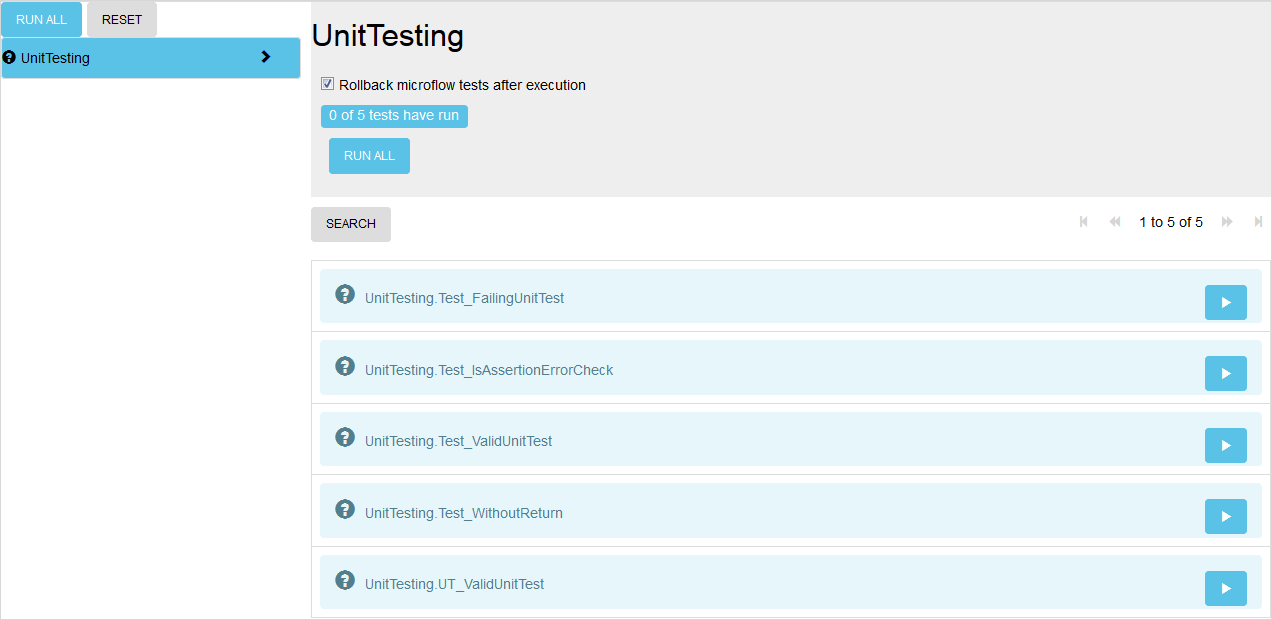 RUN ALL RESET
UnitTesting
UnitTesting
Rollback microflow tests after execution
0 of 5 tests have run
RUN ALL
SEARCH
1 to 5 of 5
UnitTesting.Test_FailingUnitTest
UnitTesting.Test_IsAssertionErrorCheck
UnitTesting.Test_ValidUnitTest
UnitTesting.Test_WithoutReturn
UnitTesting.UT_ValidUnitTest